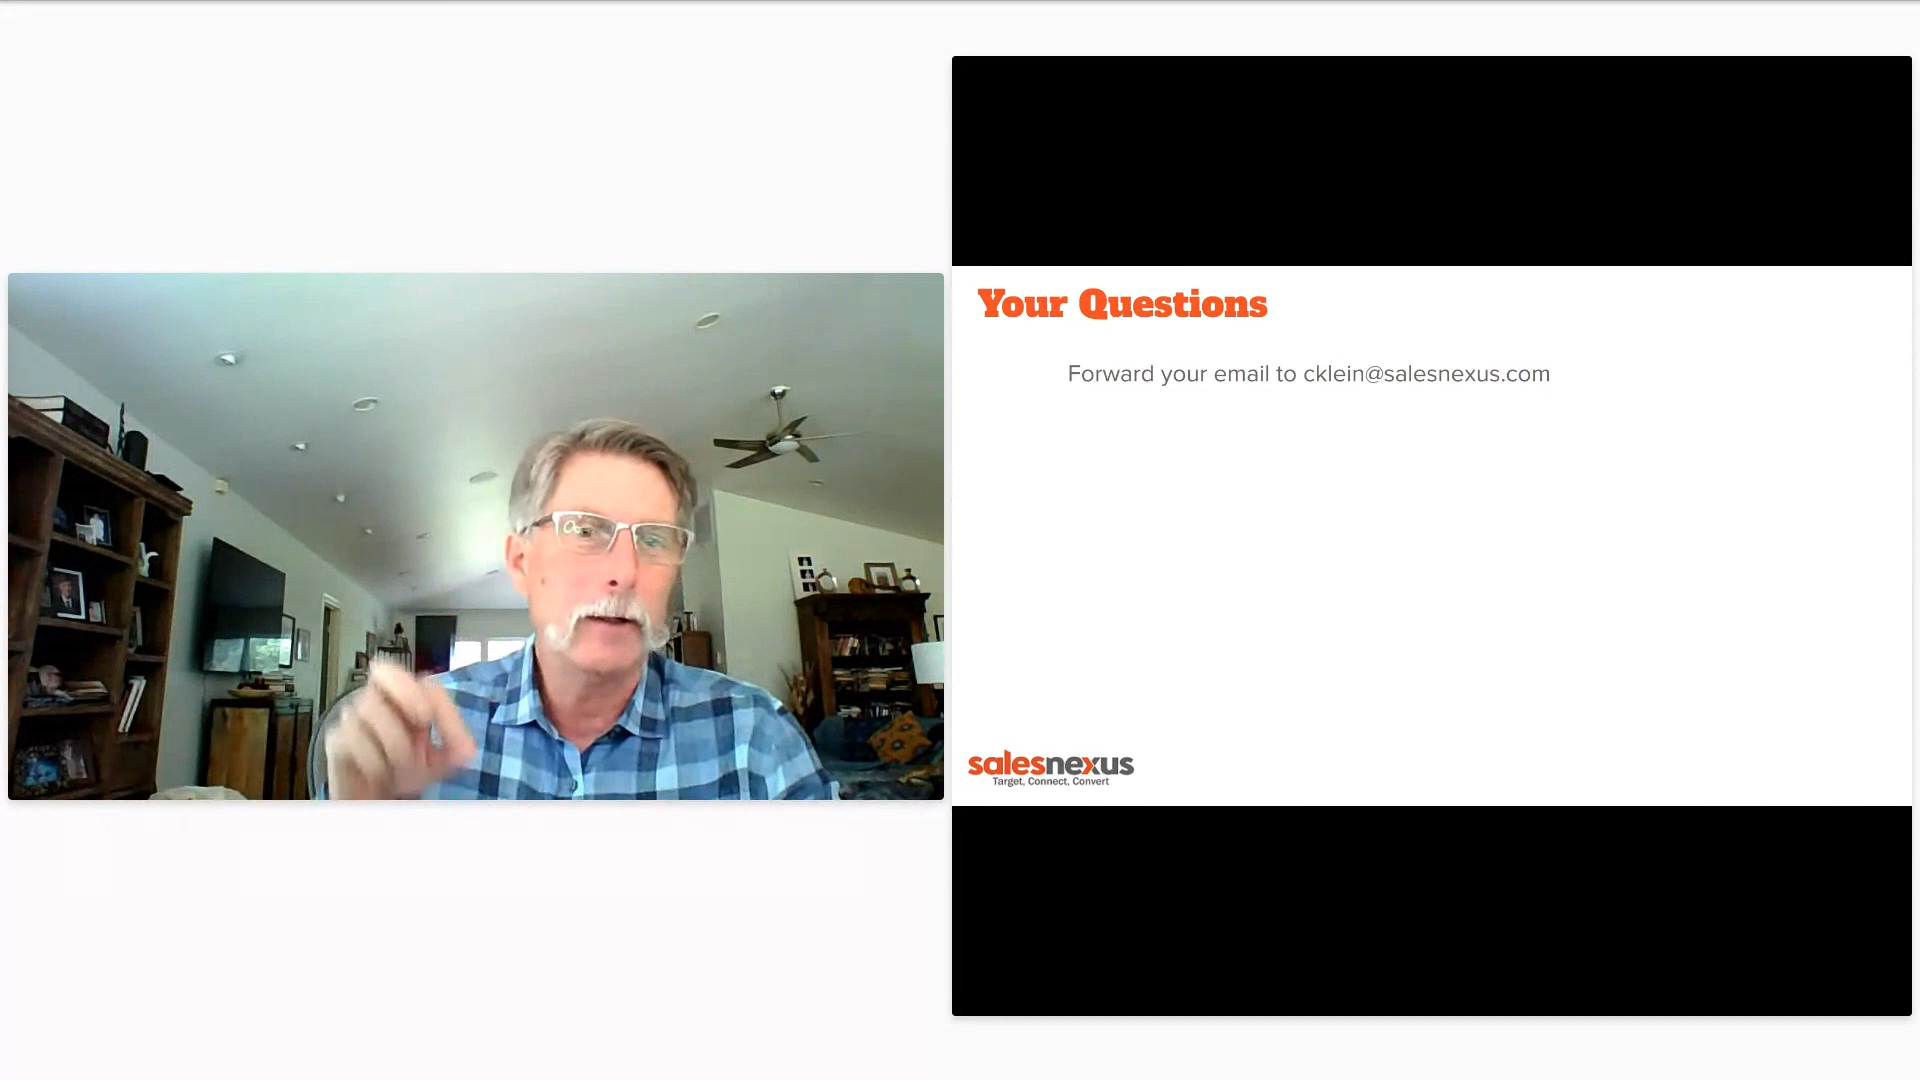 Your Questions
Forward your email to cklein@salesnexus.com
salesnexus
Target, Connect, Convert